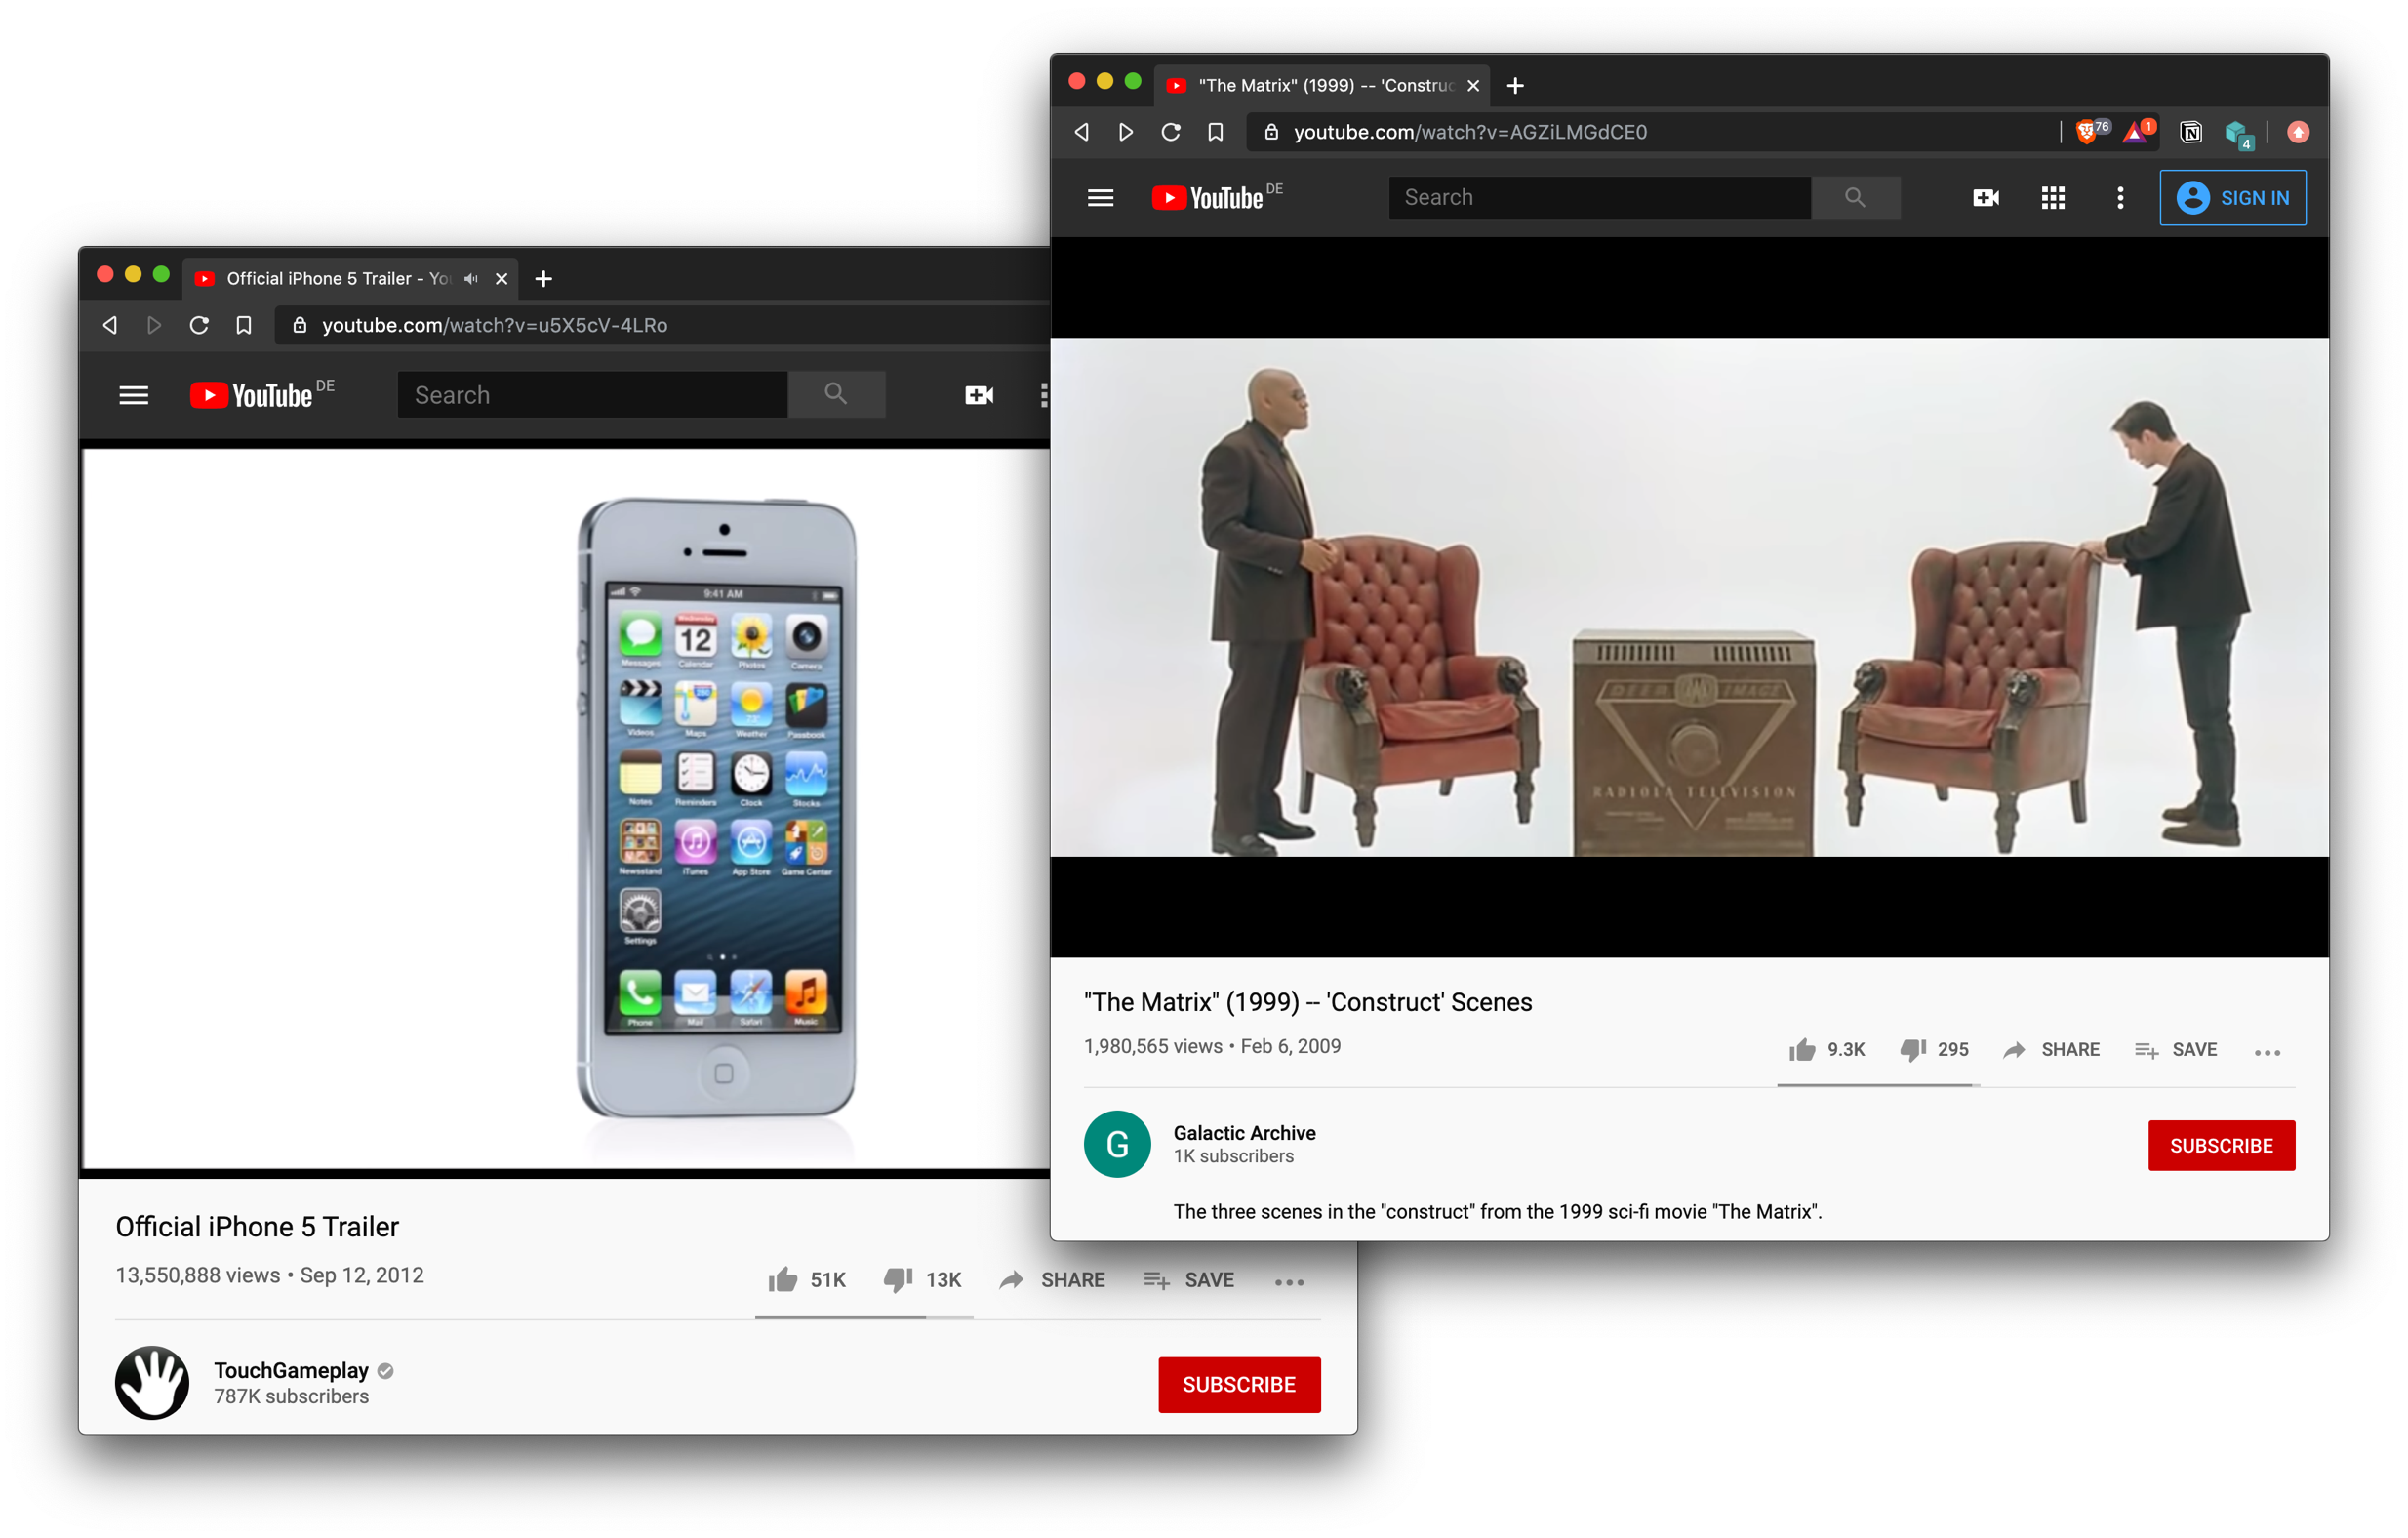 Official iPhone 5 Trailer - You
youtube.com/watch?v=u5X5cV-4LRo
YouTube DE
Search
9:41 AM
Wednesday
12
Messages Calendar Photos Camera
280
73°
Videos Maps Weather Passbook
Notes Reminders Clock Stocks
Newsstand iTunes App Store Game Center
Settings
Phone Mail Safari Music
Official iPhone 5 Trailer
13,550,888 views • Sep 12, 2012
51K 13K SHARE SAVE
TouchGameplay
787K subscribers
SUBSCRIBE
"The Matrix" (1999) -- 'Construc
youtube.com/watch?v=AGZiLMGdCE0
76 1 N 4
YouTube DE
Search
SIGN IN
DEEP IMAGE
RADIOLA TELEVISION
"The Matrix" (1999) -- 'Construct' Scenes
1,980,565 views • Feb 6, 2009
9.3K 295 SHARE SAVE
G
Galactic Archive
1K subscribers
SUBSCRIBE
The three scenes in the "construct" from the 1999 sci-fi movie "The Matrix".